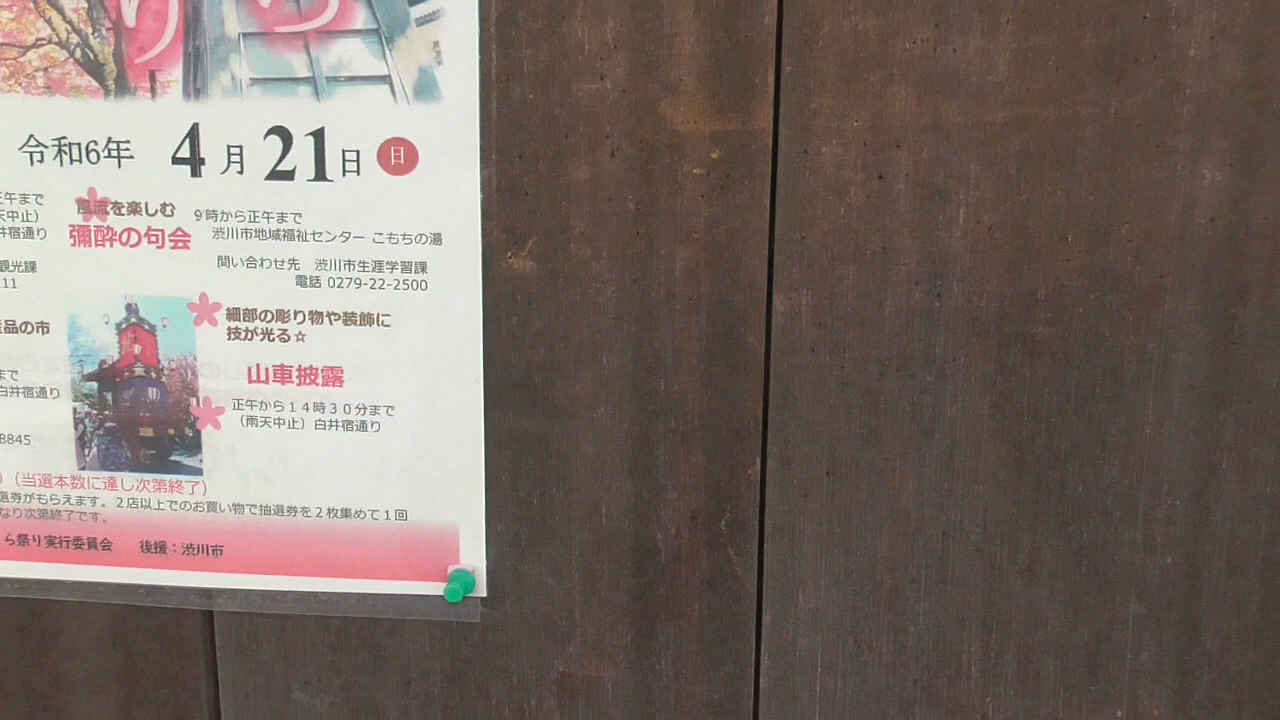 り
令和6年 4月21日 日
風流を楽しむ
彌酔の句会
9時から正午まで
渋川市地域福祉センター こもちの湯
問い合わせ先 渋川市生涯学習課
電話 0279-22-2500
正午まで
天中止）
井宿通り
観光課
11
産品の市
まで
白井宿通り
8845
細部の彫り物や装飾に
技が光る☆
山車披露
正午から１４時３０分まで
（雨天中止）白井宿通り
）（当選本数に達し次第終了）
選券がもらえます。２店以上でのお買い物で抽選券を２枚集めて１回
なり次第終了です。
ら祭り実行委員会 後援：渋川市